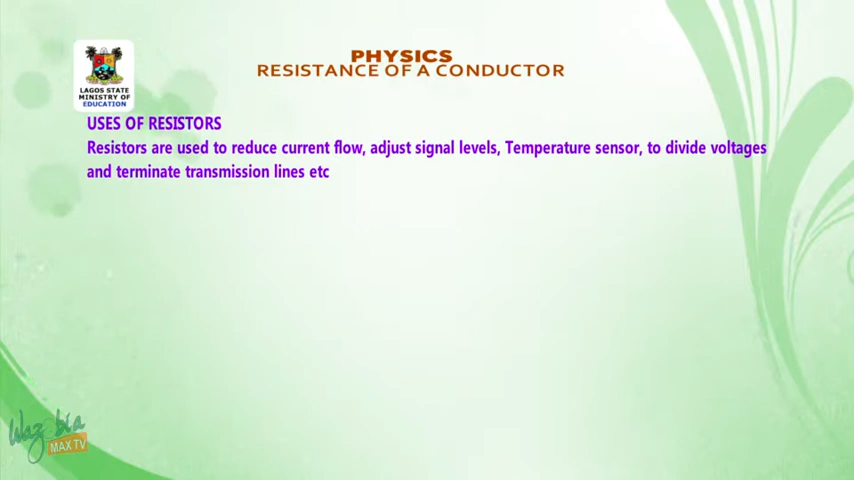 PHYSICS
RESISTANCE OF A CONDUCTOR
LAGOS STATE
MINISTRY OF
EDUCATION
USES OF RESISTORS
Resistors are used to reduce current flow, adjust signal levels, Temperature sensor, to divide voltages
and terminate transmission lines etc
Wazobia
MAX TV